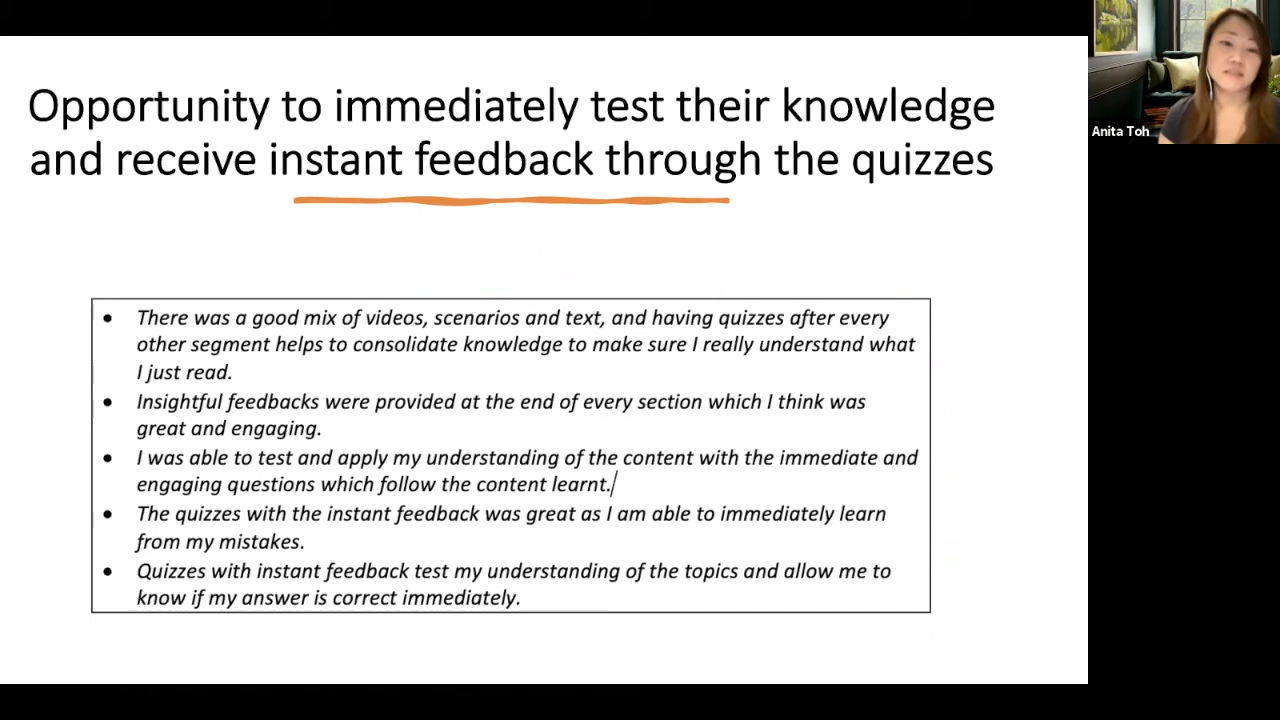 Opportunity to immediately test their knowledge
and receive instant feedback through the quizzes
Anita Toh
• There was a good mix of videos, scenarios and text, and having quizzes after every
other segment helps to consolidate knowledge to make sure I really understand what
I just read.
• Insightful feedbacks were provided at the end of every section which I think was
great and engaging.
• I was able to test and apply my understanding of the content with the immediate and
engaging questions which follow the content learnt.
• The quizzes with the instant feedback was great as I am able to immediately learn
from my mistakes.
• Quizzes with instant feedback test my understanding of the topics and allow me to
know if my answer is correct immediately.